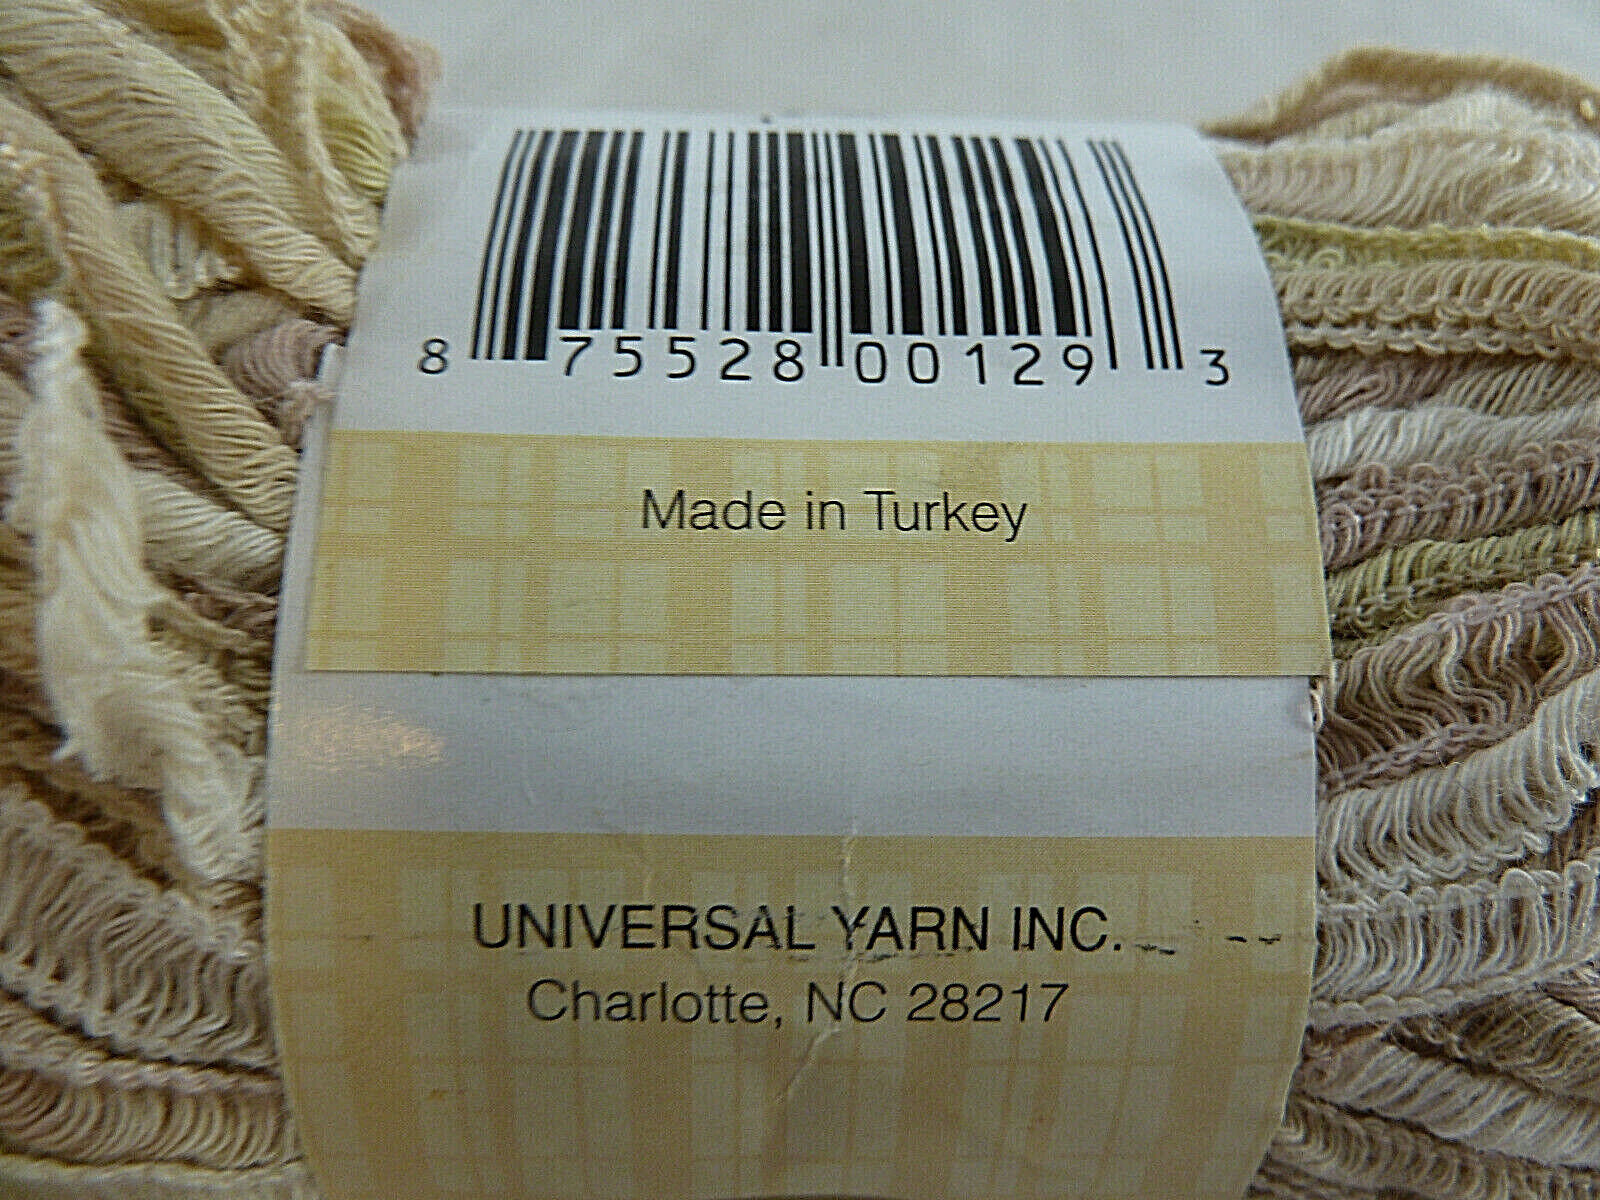 8 75528 00129 3
Made in Turkey
UNIVERSAL YARN INC.
Charlotte, NC 28217